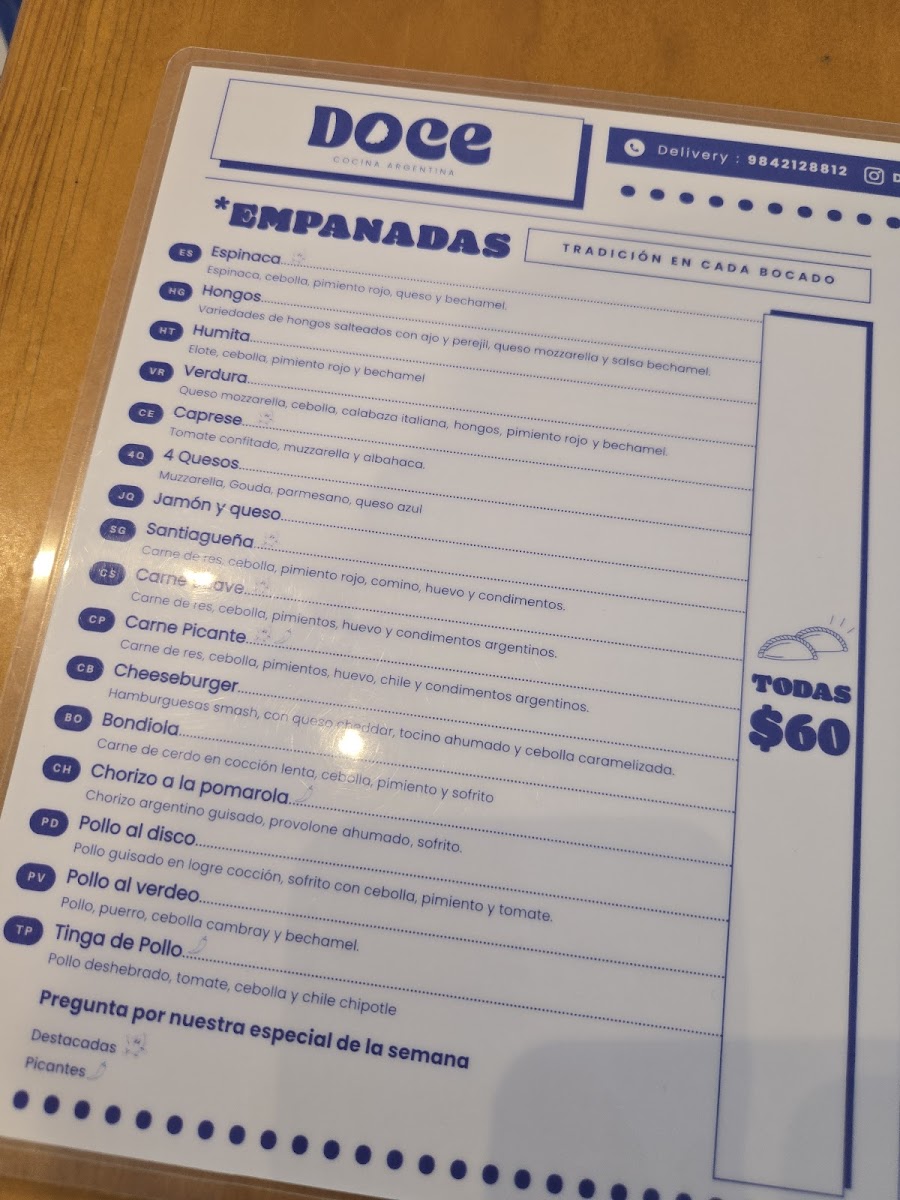 DOCE
COCINA ARGENTINA
Delivery : 9842128812
*EMPANADAS
TRADICIÓN EN CADA BOCADO
ES Espinaca
Espinaca, cebolla, pimiento rojo, queso y bechamel.
HG Hongos
Variedades de hongos salteados con ajo y perejil, queso mozzarella y salsa bechamel.
HT Humita
Elote, cebolla, pimiento rojo y bechamel
VR Verdura
Queso mozzarella, cebolla, calabaza italiana, hongos, pimiento rojo y bechamel.
CE Caprese
Tomate confitado, muzzarella y albahaca.
4Q 4 Quesos
Muzzarella, Gouda, parmesano, queso azul
JQ Jamón y queso
SG Santiagueña
Carne de res, cebolla, pimiento rojo, comino, huevo y condimentos.
CS Carne Suave
Carne de res, cebolla, pimientos, huevo y condimentos argentinos.
CP Carne Picante
Carne de res, cebolla, pimientos, huevo, chile y condimentos argentinos.
CB Cheeseburger
Hamburguesas smash, con queso cheddar, tocino ahumado y cebolla caramelizada.
BO Bondiola
Carne de cerdo en cocción lenta, cebolla, pimiento y sofrito
CH Chorizo a la pomarola
Chorizo argentino guisado, provolone ahumado, sofrito.
PD Pollo al disco
Pollo guisado en logre cocción, sofrito con cebolla, pimiento y tomate.
PV Pollo al verdeo
Pollo, puerro, cebolla cambray y bechamel.
TP Tinga de Pollo
Pollo deshebrado, tomate, cebolla y chile chipotle
TODAS
$60
Pregunta por nuestra especial de la semana
Destacadas
Picantes